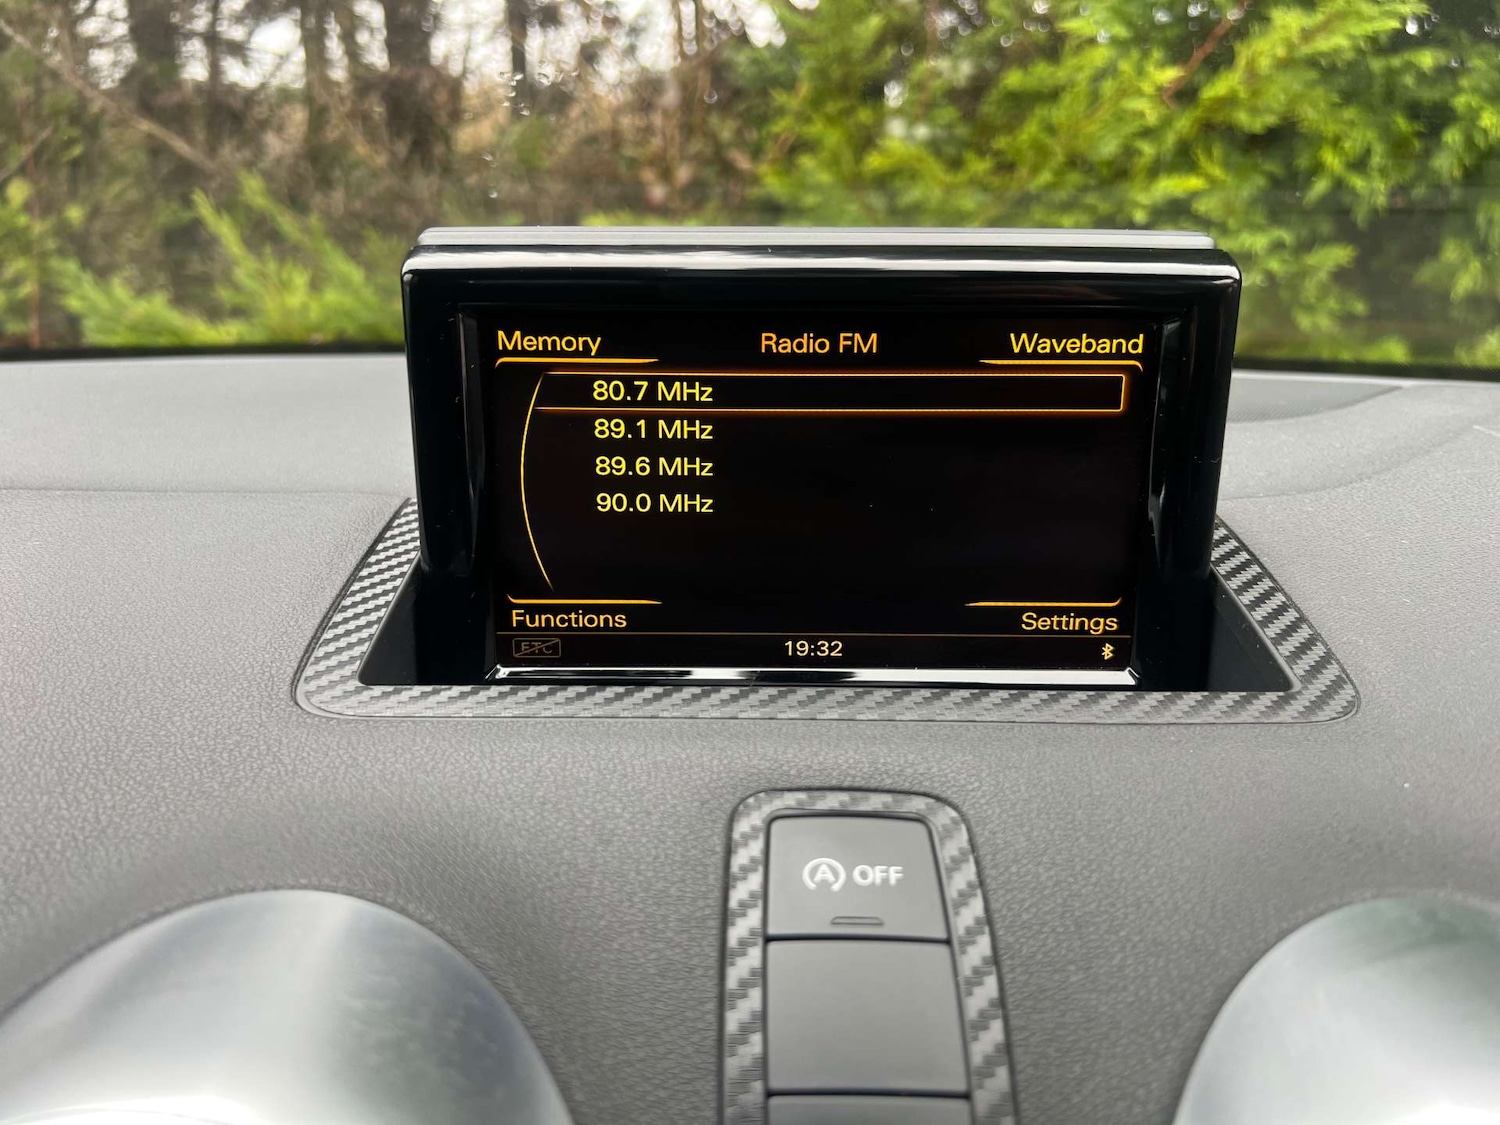 Memory Radio FM Waveband
80.7 MHz
89.1 MHz
89.6 MHz
90.0 MHz
Functions Settings
ETC 19:32
A OFF